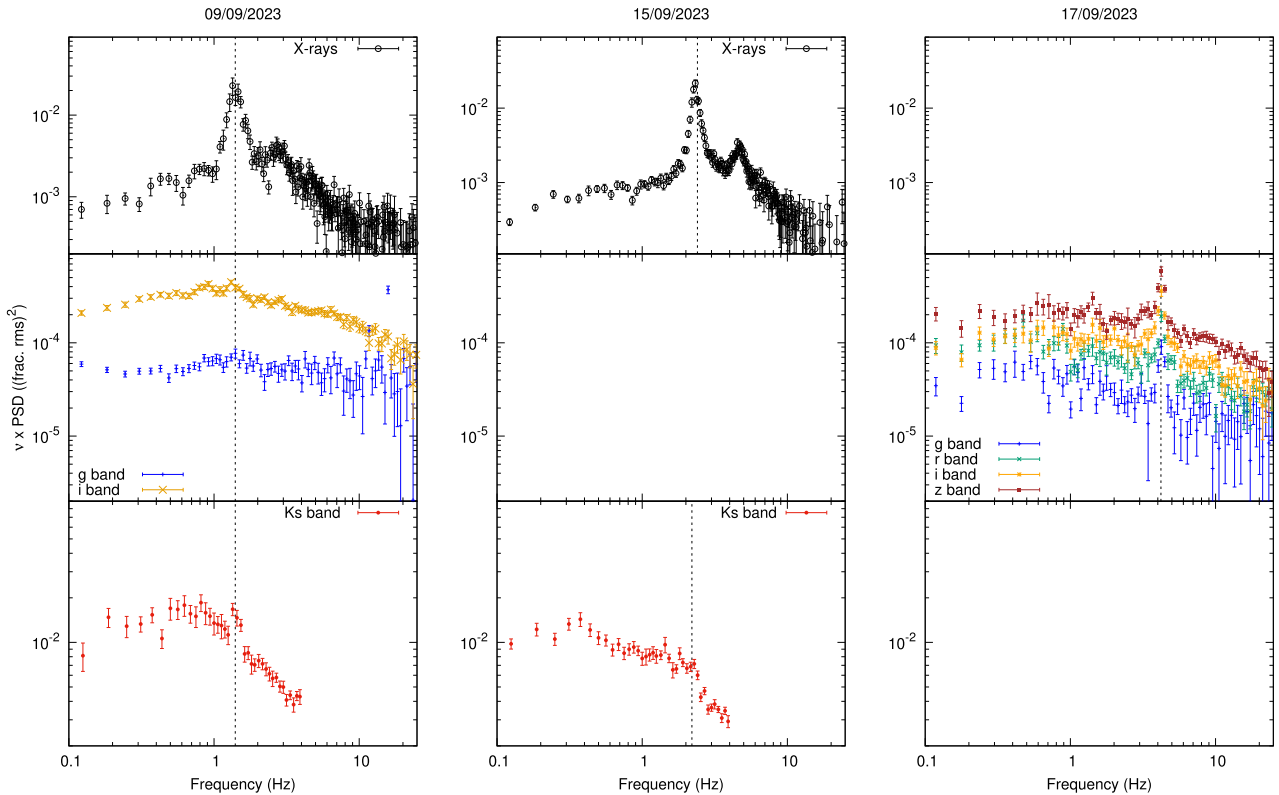 09/09/2023 15/09/2023 17/09/2023
X-rays X-rays
10^-2 10^-2 10^-2
10^-3 10^-3 10^-3
ν x PSD ((frac. rms)^2)
10^-4 10^-4 10^-4
10^-5 10^-5 10^-5
g band
i band
g band
r band
i band
z band
Ks band Ks band
10^-2 10^-2 10^-2
0.1 1 10 0.1 1 10 0.1 1 10
Frequency (Hz) Frequency (Hz) Frequency (Hz)